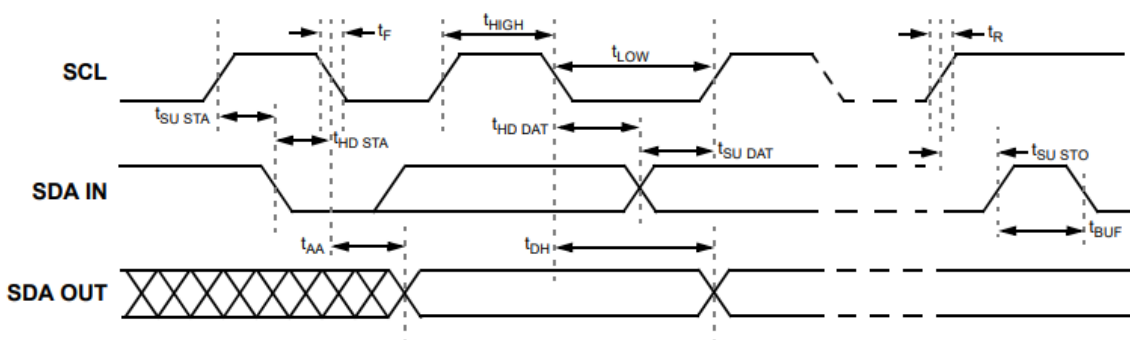 tF
tHIGH
tR
tLOW
SCL
tSU STA
tHD STA
tHD DAT
tSU DAT
tSU STO
SDA IN
tAA
tDH
tBUF
SDA OUT